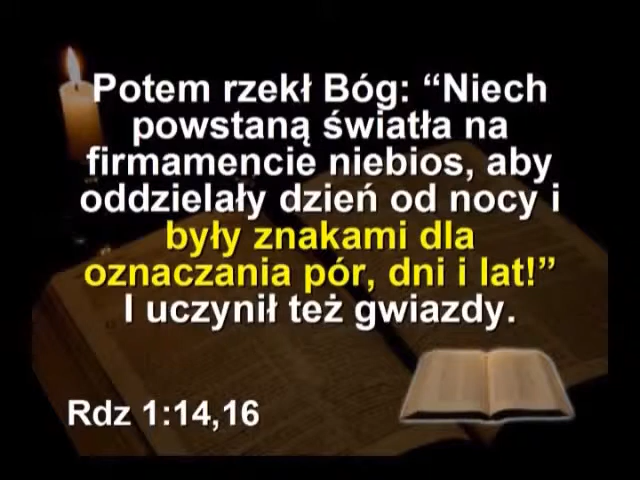 Potem rzekł Bóg: “Niech
powstaną światła na
firmamencie niebios, aby
oddzielały dzień od nocy i
były znakami dla
oznaczania pór, dni i lat!”
I uczynił też gwiazdy.
Rdz 1:14,16